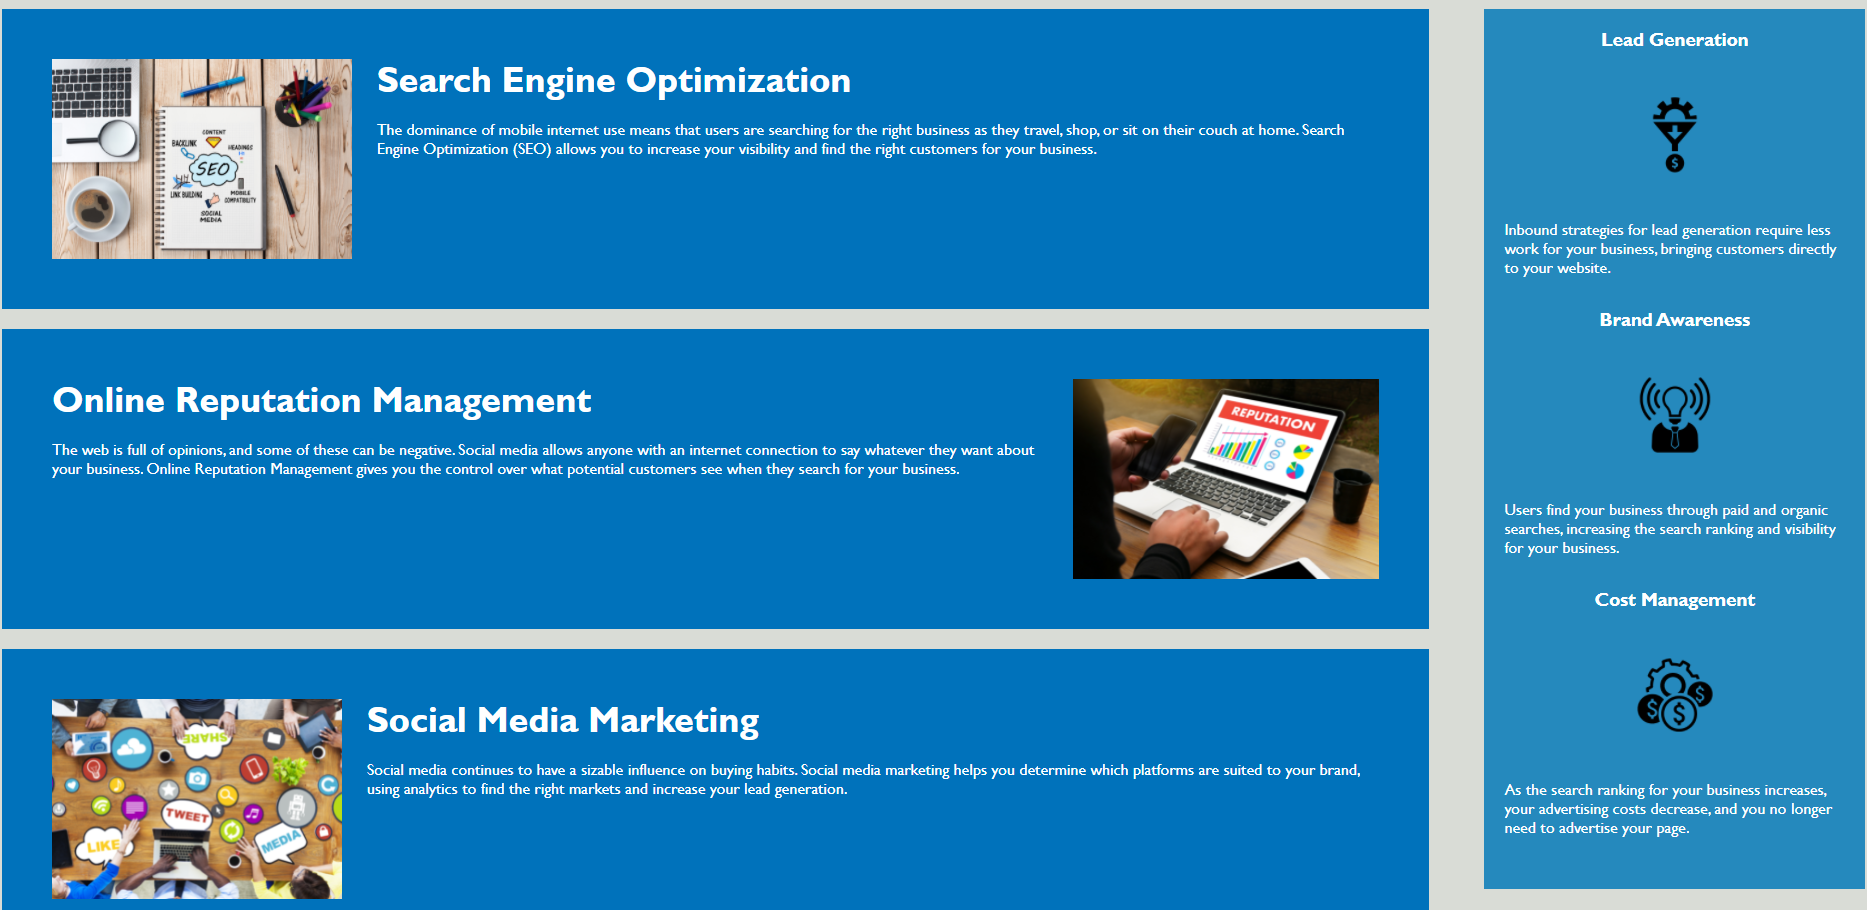 Search Engine Optimization
The dominance of mobile internet use means that users are searching for the right business as they travel, shop, or sit on their couch at home. Search
Engine Optimization (SEO) allows you to increase your visibility and find the right customers for your business.
CONTENT
BACKLINK
HEADINGS
SEO
LINK BUILDING
MOBILE
COMPATIBILITY
SOCIAL
MEDIA
Online Reputation Management
The web is full of opinions, and some of these can be negative. Social media allows anyone with an internet connection to say whatever they want about
your business. Online Reputation Management gives you the control over what potential customers see when they search for your business.
REPUTATION
Social Media Marketing
Social media continues to have a sizable influence on buying habits. Social media marketing helps you determine which platforms are suited to your brand,
using analytics to find the right markets and increase your lead generation.
SHARE
TWEET
LIKE
MEDIA
Lead Generation
$
Inbound strategies for lead generation require less
work for your business, bringing customers directly
to your website.
Brand Awareness
Users find your business through paid and organic
searches, increasing the search ranking and visibility
for your business.
Cost Management
$ $ $
As the search ranking for your business increases,
your advertising costs decrease, and you no longer
need to advertise your page.